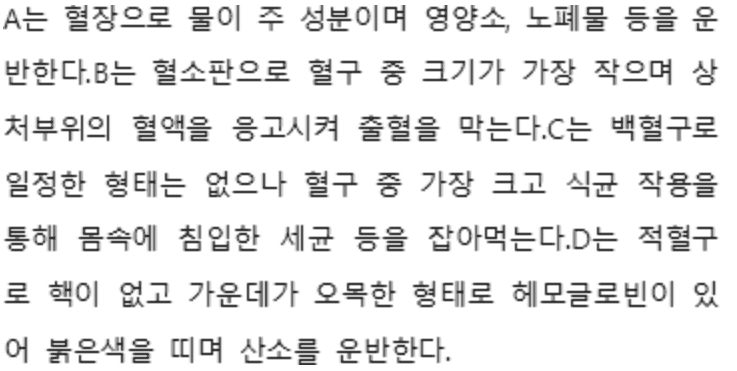 A는 혈장으로 물이 주 성분이며 영양소, 노폐물 등을 운
반한다.B는 혈소판으로 혈구 중 크기가 가장 작으며 상
처부위의 혈액을 응고시켜 출혈을 막는다.C는 백혈구로
일정한 형태는 없으나 혈구 중 가장 크고 식균 작용을
통해 몸속에 침입한 세균 등을 잡아먹는다.D는 적혈구
로 핵이 없고 가운데가 오목한 형태로 헤모글로빈이 있
어 붉은색을 띠며 산소를 운반한다.